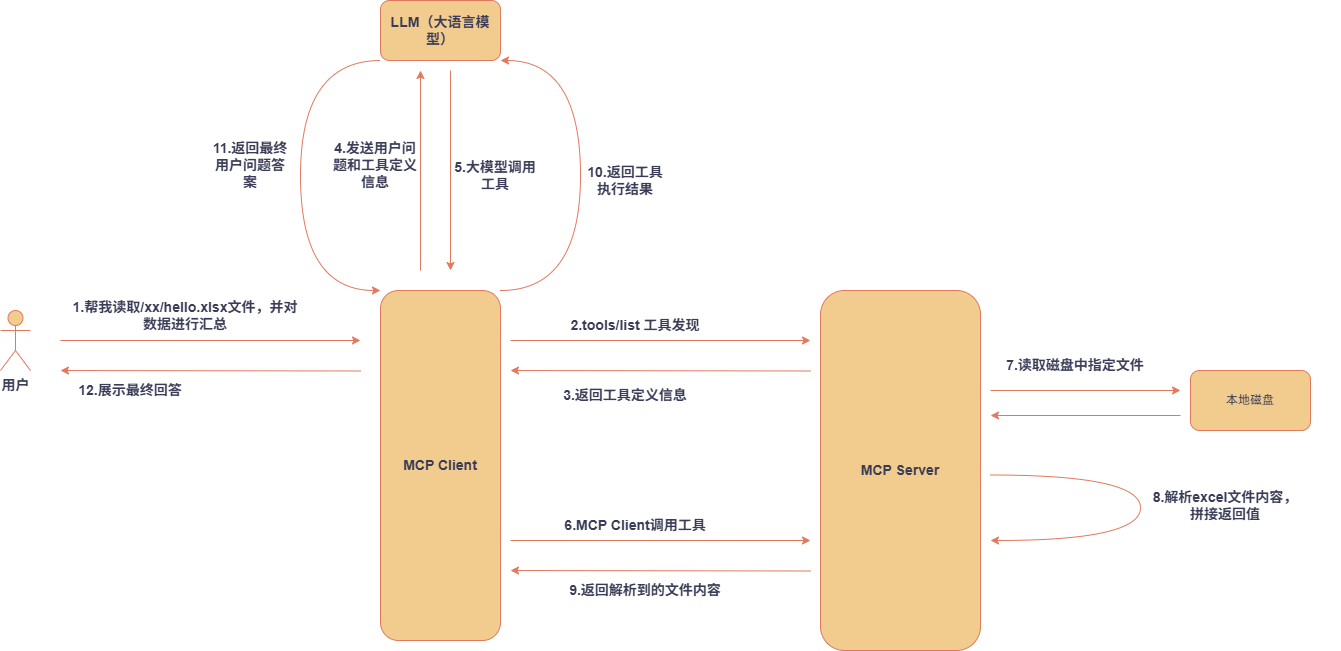 LLM（大语言模
型）
11.返回最终
用户问题答
案
4.发送用户问
题和工具定义
信息
5.大模型调用
工具
10.返回工具
执行结果
1.帮我读取/xx/hello.xlsx文件，并对
数据进行汇总
用户
12.展示最终回答
2.tools/list 工具发现
3.返回工具定义信息
MCP Client
6.MCP Client调用工具
9.返回解析到的文件内容
MCP Server
7.读取磁盘中指定文件
本地磁盘
8.解析excel文件内容，
拼接返回值